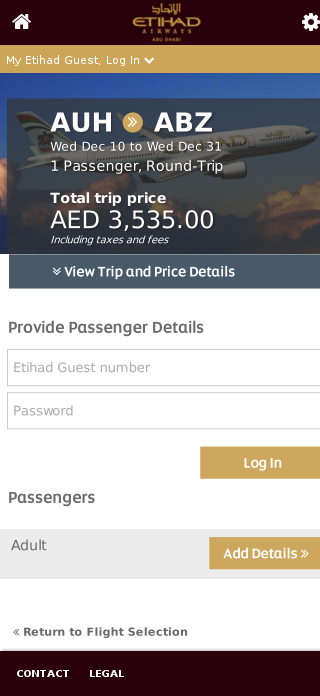 الإتحاد
ETIHAD
AIRWAYS
ABU DHABI
My Etihad Guest, Log In
AUH » ABZ
Wed Dec 10 to Wed Dec 31
1 Passenger, Round-Trip
Total trip price
AED 3,535.00
Including taxes and fees
View Trip and Price Details
Provide Passenger Details
Etihad Guest number
Password
Log In
Passengers
Adult
Add Details »
« Return to Flight Selection
CONTACT LEGAL